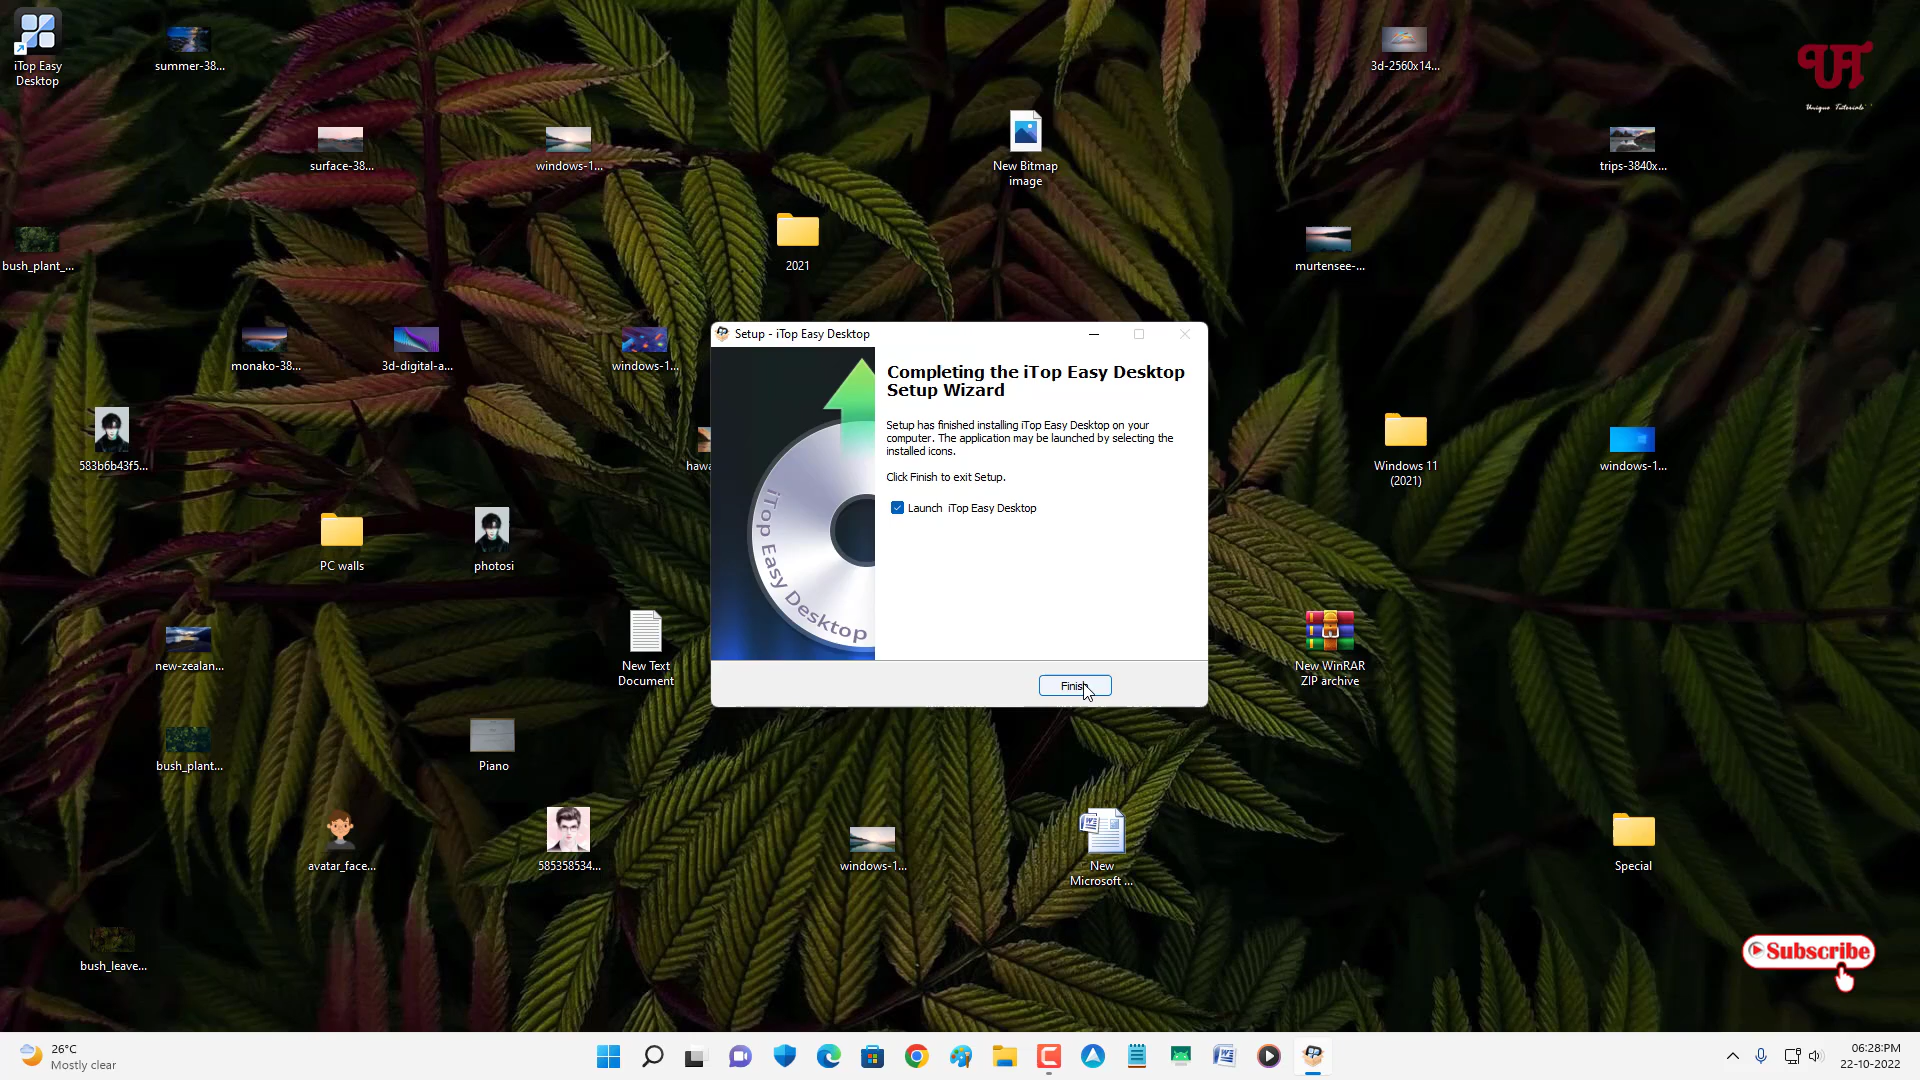 iTop Easy
Desktop
summer-38...
3d-2560x14...
UT
Unique Tutorials
surface-38...
windows-1...
New Bitmap
image
trips-3840x...
bush_plant_...
2021
murtensee-...
Setup - iTop Easy Desktop
Completing the iTop Easy Desktop
Setup Wizard
Setup has finished installing iTop Easy Desktop on your
computer. The application may be launched by selecting the
installed icons.
Click Finish to exit Setup.
Launch iTop Easy Desktop
iTop Easy Desktop
Finish
monako-38...
3d-digital-a...
windows-1...
583b6b43f5...
hawa
Windows 11
(2021)
windows-1...
PC walls
photosi
new-zealan...
New Text
Document
New WinRAR
ZIP archive
bush_plant...
Piano
avatar_face...
585358534...
windows-1...
New
Microsoft ...
Special
bush_leave...
Subscribe
26°C
Mostly clear
06:28:PM
22-10-2022